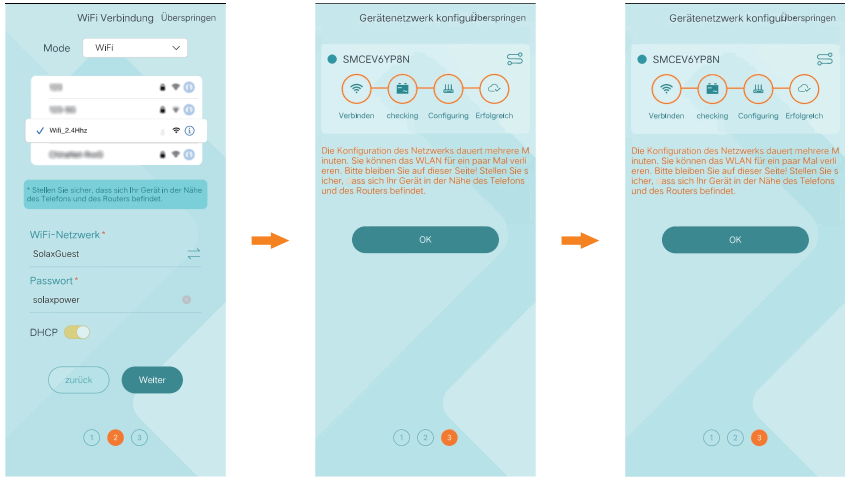 WiFi Verbindung Überspringen
Mode WiFi
Wifi_2.4Hhz
* Stellen Sie sicher, dass sich Ihr Gerät in der Nähe
des Telefons und des Routers befindet.
WiFi-Netzwerk*
SolaxGuest
Passwort*
solaxpower
DHCP
zurück Weiter
1 2 3
Gerätenetzwerk konfigu Überspringen
SMCEV6YP8N
Verbinden checking Configuring Erfolgreich
Die Konfiguration des Netzwerks dauert mehrere M
inuten. Sie können das WLAN für ein paar Mal verli
eren. Bitte bleiben Sie auf dieser Seite! Stellen Sie s
icher, ass sich Ihr Gerät in der Nähe des Telefons
und des Routers befindet.
OK
1 2 3
Gerätenetzwerk konfigu Überspringen
SMCEV6YP8N
Verbinden checking Configuring Erfolgreich
Die Konfiguration des Netzwerks dauert mehrere M
inuten. Sie können das WLAN für ein paar Mal verli
eren. Bitte bleiben Sie auf dieser Seite! Stellen Sie s
icher, ass sich Ihr Gerät in der Nähe des Telefons
und des Routers befindet.
OK
1 2 3